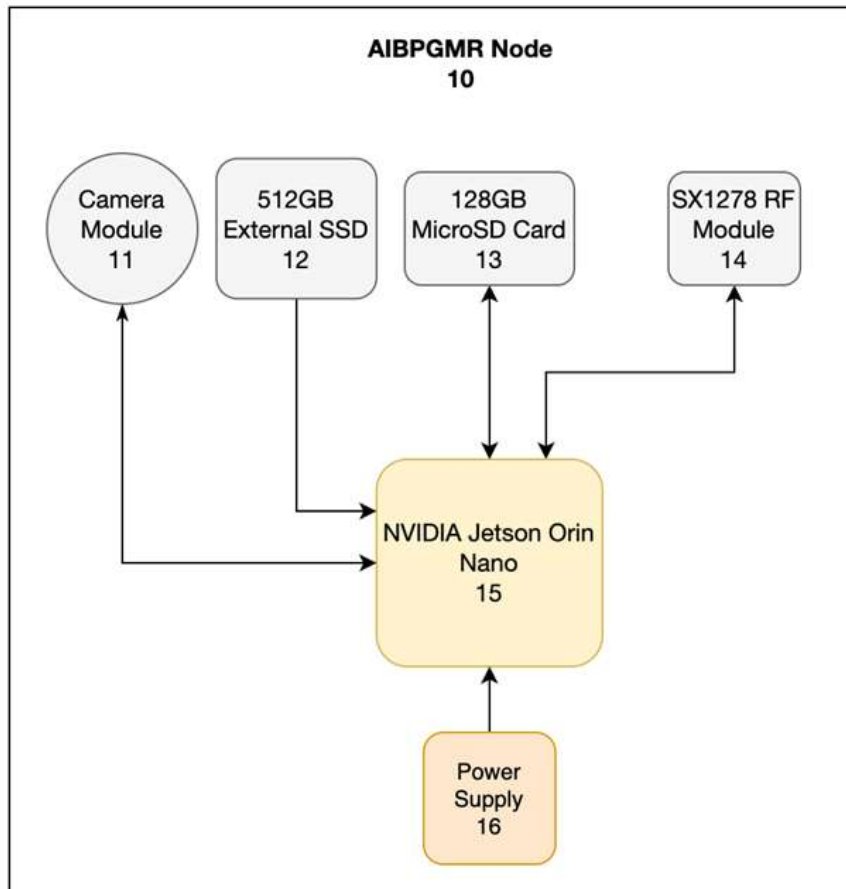 AIBPGMR Node
10
Camera
Module
11
512GB
External SSD
12
128GB
MicroSD Card
13
SX1278 RF
Module
14
NVIDIA Jetson Orin
Nano
15
Power
Supply
16